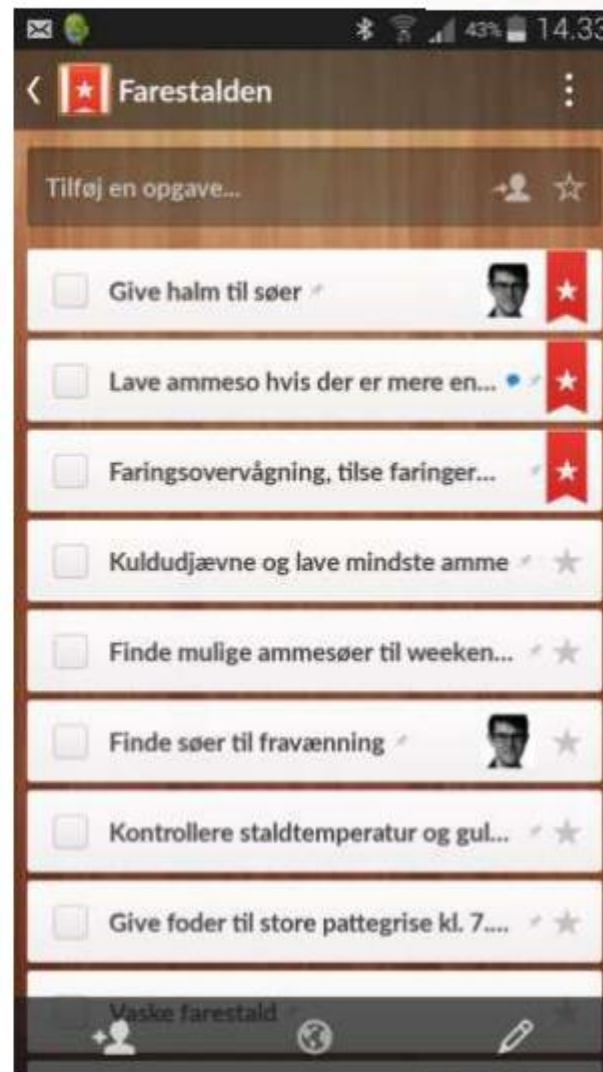 43% 14.33
Farestalden
Tilføj en opgave...
Give halm til søer
Lave ammeso hvis der er mere en...
Faringsovervågning, tilse faringer...
Kuldudjævne og lave mindste amme
Finde mulige ammesøer til weeken...
Finde søer til fravænning
Kontrollere staldtemperatur og gul...
Give foder til store pattegrise kl. 7....
Vaske farestald